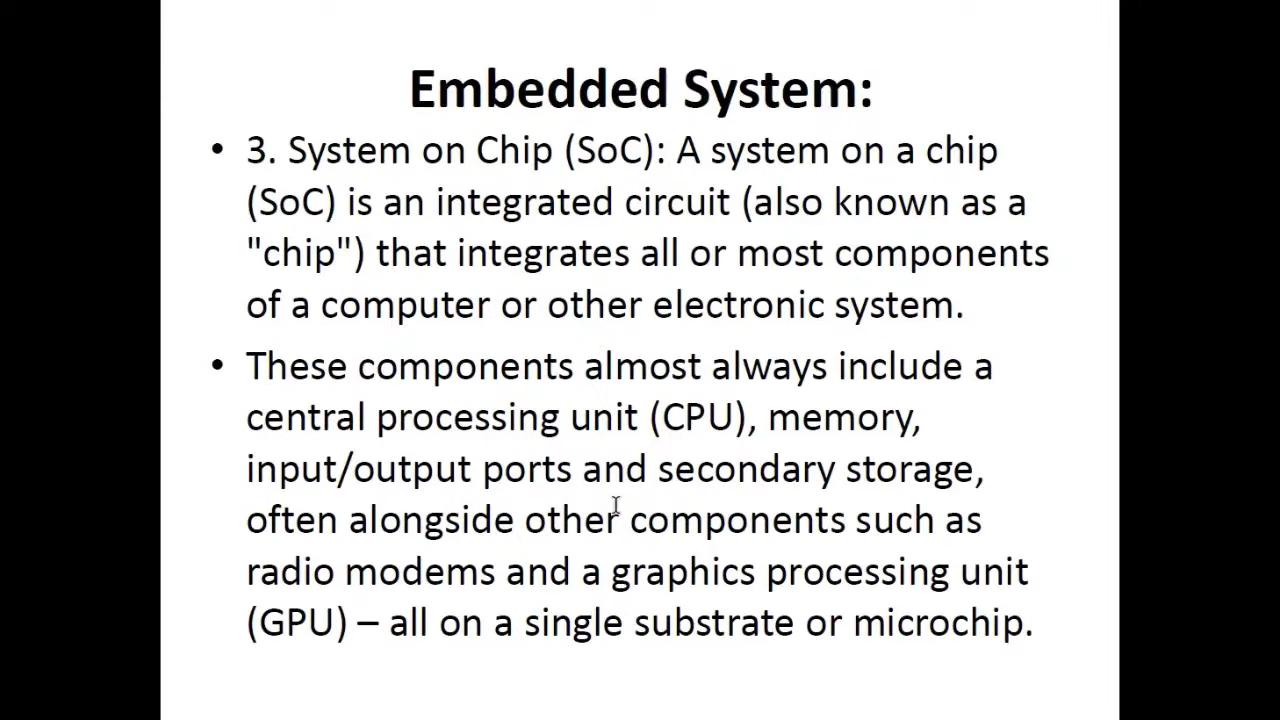 Embedded System:
• 3. System on Chip (SoC): A system on a chip
(SoC) is an integrated circuit (also known as a
"chip") that integrates all or most components
of a computer or other electronic system.
• These components almost always include a
central processing unit (CPU), memory,
input/output ports and secondary storage,
often alongside other components such as
radio modems and a graphics processing unit
(GPU) – all on a single substrate or microchip.